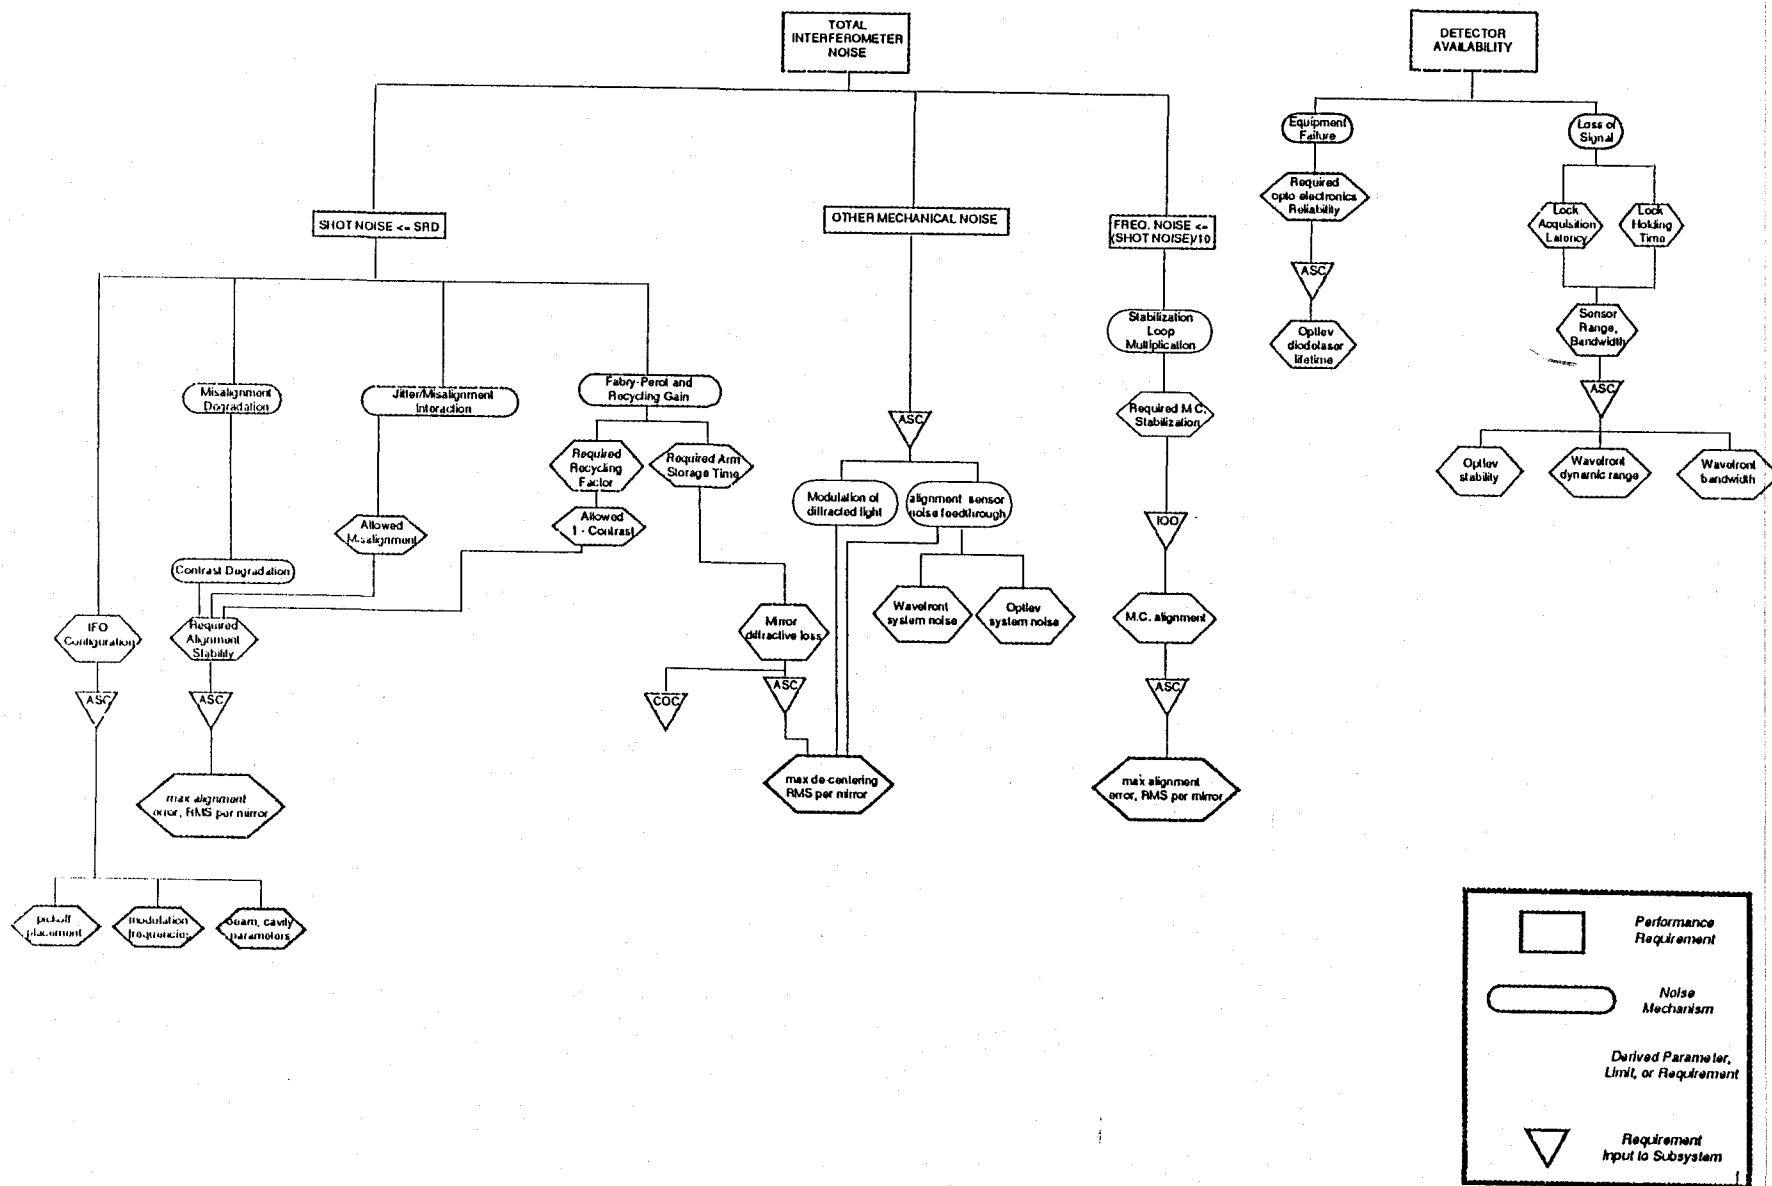 TOTAL
INTERFEROMETER
NOISE
DETECTOR
AVAILABILITY
Equipment
Failure
Loss of
Signal
Required
opto electronics
Reliability
Lock
Acquisition
Latency
Lock
Holding
Time
SHOT NOISE <= SRD
OTHER MECHANICAL NOISE
FREQ. NOISE <=
(SHOT NOISE)/10
ASC
Optlev
diodelaser
lifetime
Sensor
Range,
Bandwidth
Stabilization
Loop
Multiplication
Misalignment
Degradation
Jitter/Misalignment
Interaction
Fabry-Perot and
Recycling Gain
ASC
Required M.C.
Stabilization
ASC
Required
Recycling
Factor
Required Arm
Storage Time
Optlev
stability
Wavefront
dynamic range
Wavefront
bandwidth
Modulation of
diffracted light
alignment sensor
noise feedthrough
Allowed
Misalignment
Allowed
1 - Contrast
IOO
Contrast Degradation
IFO
Configuration
Required
Alignment
Stability
Mirror
diffractive loss
Wavefront
system noise
Optlev
system noise
M.C. alignment
ASC
ASC
COC
ASC
ASC
max alignment
error, RMS per mirror
max de-centering
RMS per mirror
max alignment
error, RMS per mirror
pickoff
placement
modulation
frequencies
beam, cavity
parameters
Performance
Requirement
Noise
Mechanism
Derived Parameter,
Limit, or Requirement
Requirement
Input to Subsystem